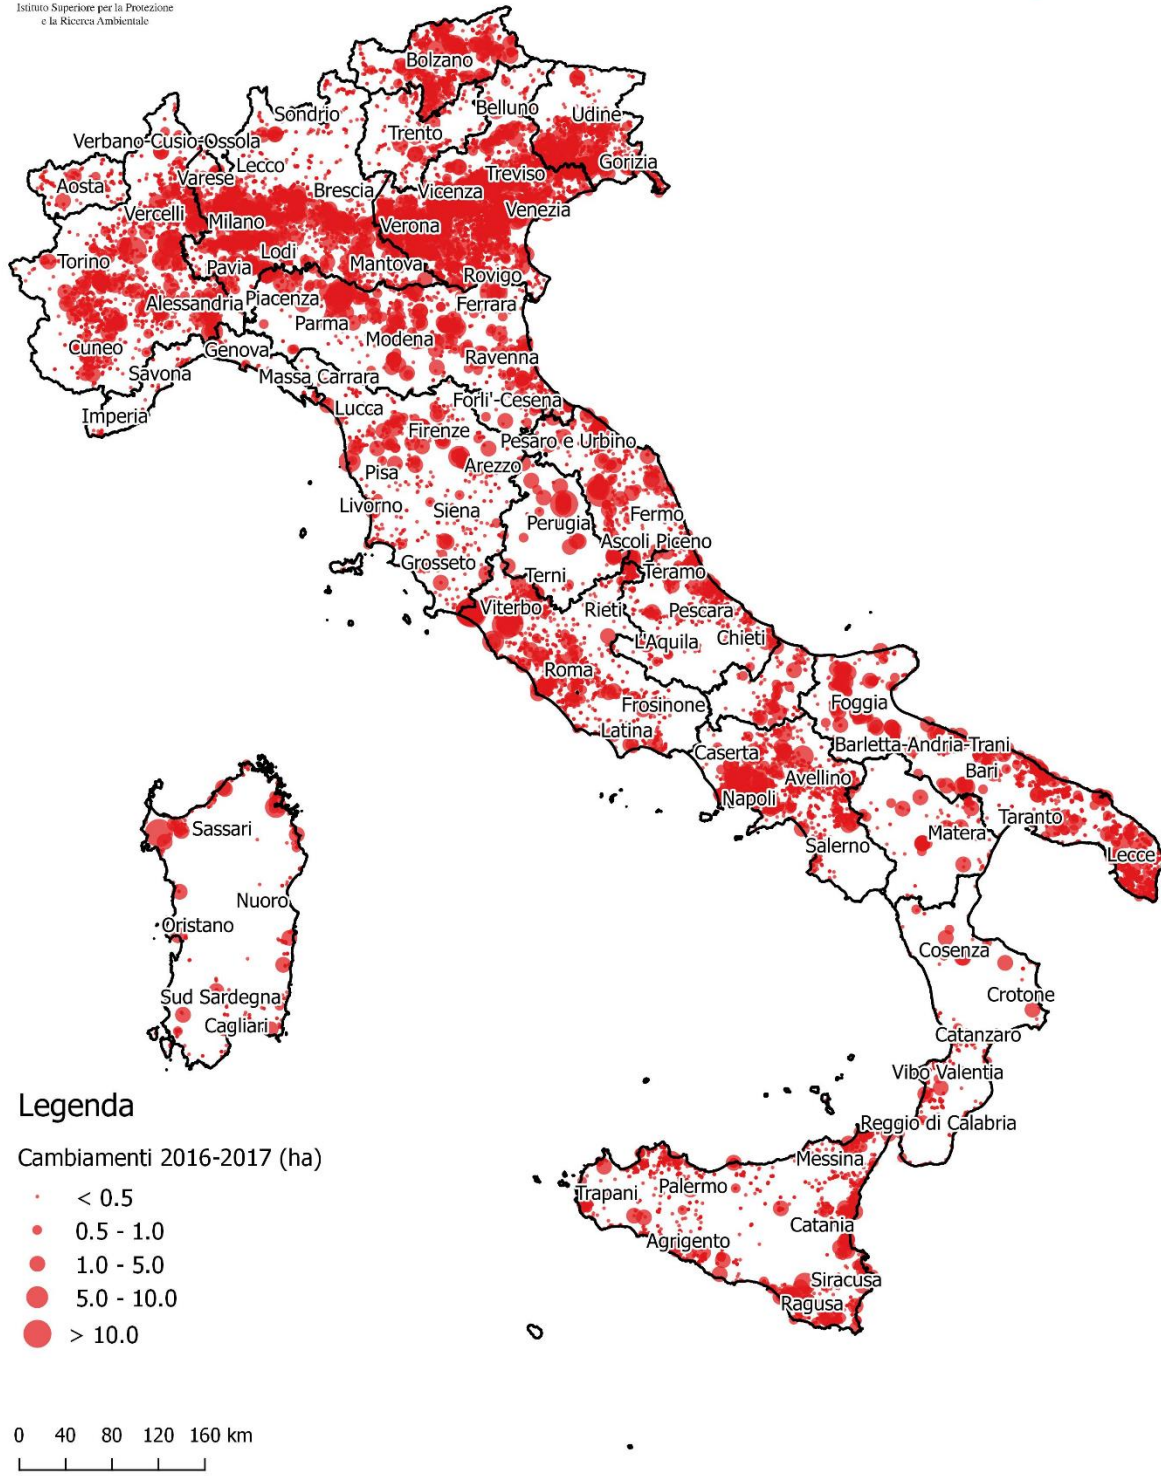 Istituto Superiore per la Protezione
e la Ricerca Ambientale
Bolzano
Sondrio
Belluno
Udine
Trento
Verbano-Cusio-Ossola
Lecco
Gorizia
Varese
Treviso
Aosta
Brescia
Vicenza
Vercelli
Milano
Venezia
Verona
Lodi
Torino
Pavia
Mantova
Rovigo
Alessandria
Piacenza
Ferrara
Parma
Modena
Cuneo
Genova
Ravenna
Savona
Massa Carrara
Imperia
Lucca
Forli'-Cesena
Firenze
Pesaro e Urbino
Pisa
Arezzo
Livorno
Siena
Perugia
Fermo
Ascoli Piceno
Grosseto
Terni
Teramo
Viterbo
Rieti
Pescara
L'Aquila
Chieti
Roma
Frosinone
Foggia
Latina
Caserta
Barletta-Andria-Trani
Bari
Avellino
Napoli
Taranto
Matera
Sassari
Salerno
Lecce
Nuoro
Oristano
Cosenza
Sud Sardegna
Crotone
Cagliari
Catanzaro
Vibo Valentia
Reggio di Calabria
Messina
Trapani
Palermo
Catania
Agrigento
Siracusa
Ragusa
Legenda
Cambiamenti 2016-2017 (ha)
< 0.5
0.5 - 1.0
1.0 - 5.0
5.0 - 10.0
> 10.0
0 40 80 120 160 km